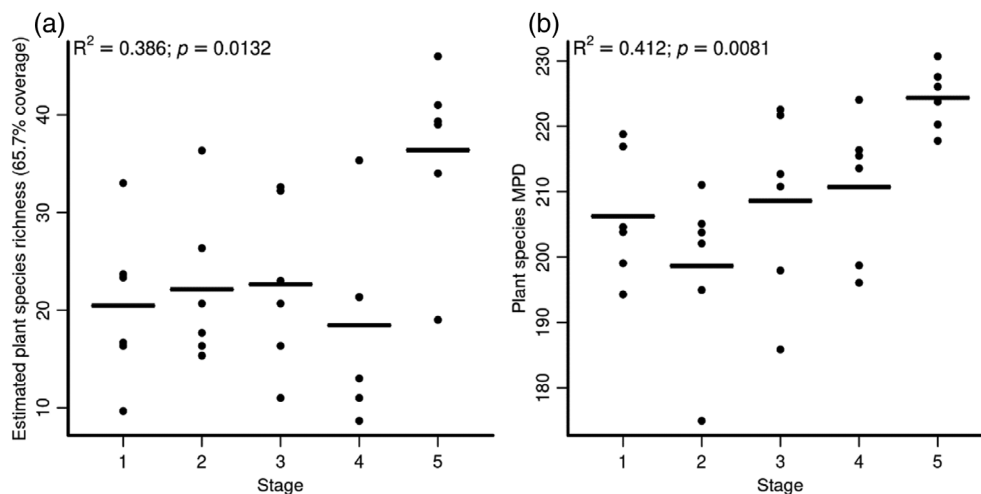 (a)
R² = 0.386; p = 0.0132
Estimated plant species richness (65.7% coverage)
40
30
20
10
1 2 3 4 5
Stage
(b)
R² = 0.412; p = 0.0081
Plant species MPD
230
220
210
200
190
180
1 2 3 4 5
Stage